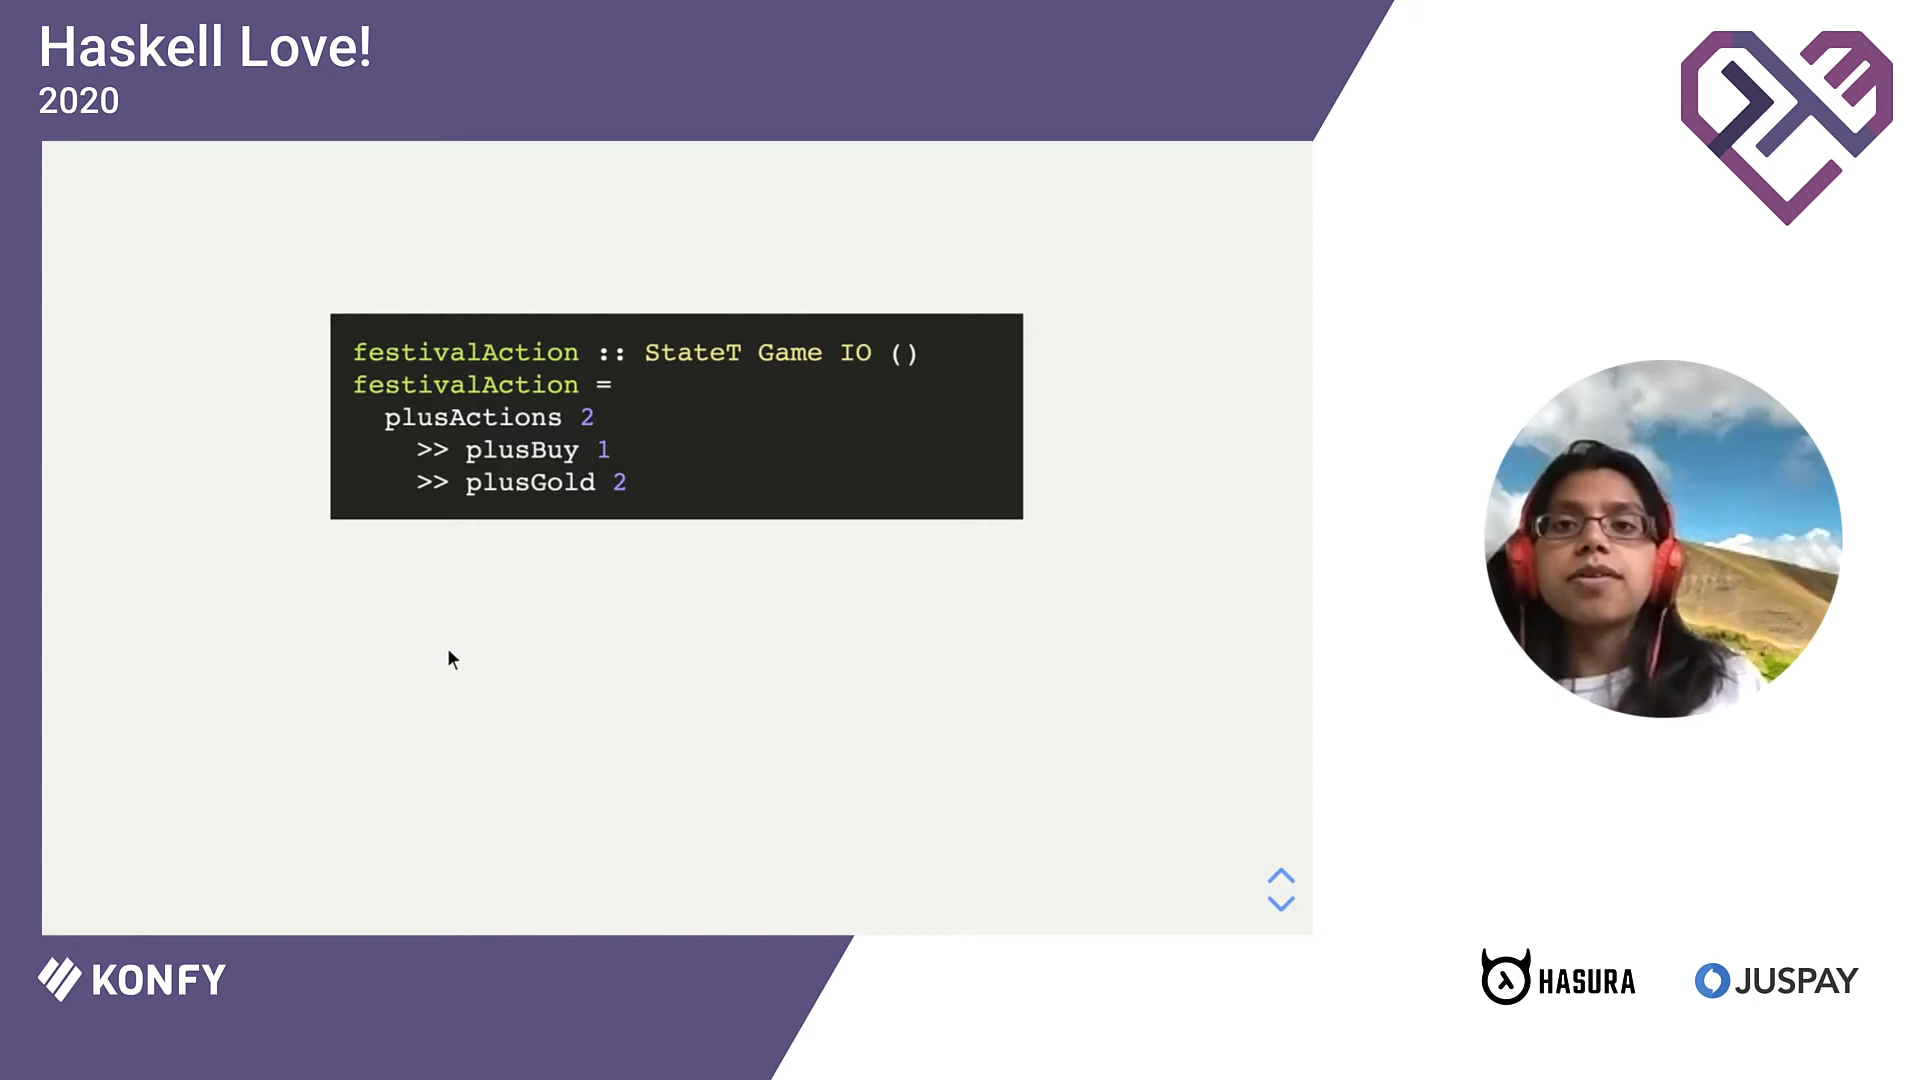 Haskell Love!
2020
festivalAction :: StateT Game IO ()
festivalAction =
  plusActions 2
    >> plusBuy 1
    >> plusGold 2
KONFY
HASURA
JUSPAY